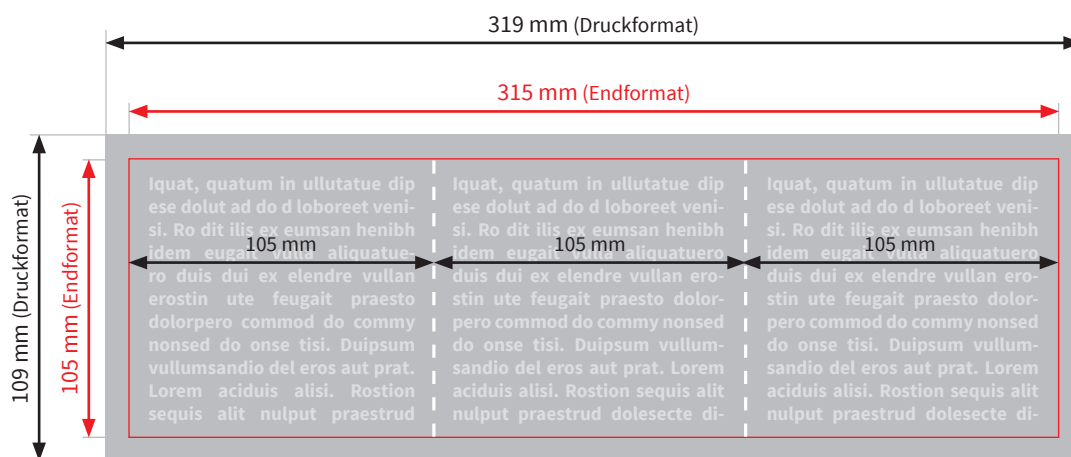 319 mm (Druckformat)
315 mm (Endformat)
109 mm (Druckformat)
105 mm (Endformat)
Iquat, quatum in ullutatue dip
ese dolut ad do d loboreet veni-
si. Ro dit ilis ex eumsan henibh
idem eugait vulla aliquatue-
ro duis dui ex elendre vullan
erostin ute feugait praesto
dolorpero commod do commy
nonsed do onse tisi. Duipsum
vullumsandio del eros aut prat.
Lorem aciduis alisi. Rostion
sequis alit nulput praestrud
105 mm
Iquat, quatum in ullutatue dip
ese dolut ad do d loboreet veni-
si. Ro dit ilis ex eumsan henibh
idem eugait vulla aliquatuero
duis dui ex elendre vullan ero-
stin ute feugait praesto dolor-
pero commod do commy nonsed
do onse tisi. Duipsum vullum-
sandio del eros aut prat. Lorem
aciduis alisi. Rostion sequis alit
nulput praestrud dolesecte di-
105 mm
Iquat, quatum in ullutatue dip
ese dolut ad do d loboreet veni-
si. Ro dit ilis ex eumsan henibh
idem eugait vulla aliquatuero
duis dui ex elendre vullan ero-
stin ute feugait praesto dolor-
pero commod do commy nonsed
do onse tisi. Duipsum vullum-
sandio del eros aut prat. Lorem
aciduis alisi. Rostion sequis alit
nulput praestrud dolesecte di-
105 mm